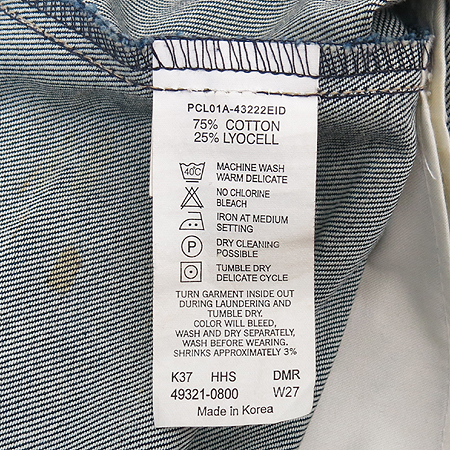 PCL01A-43222EID
75% COTTON
25% LYOCELL
40°C MACHINE WASH
WARM DELICATE
NO CHLORINE
BLEACH
IRON AT MEDIUM
SETTING
P DRY CLEANING
POSSIBLE
TUMBLE DRY
DELICATE CYCLE
TURN GARMENT INSIDE OUT
DURING LAUNDERING AND
TUMBLE DRY.
COLOR WILL BLEED,
WASH AND DRY SEPARATELY,
WASH BEFORE WEARING.
SHRINKS APPROXIMATELY 3%
K37 HHS DMR
49321-0800 W27
Made in Korea